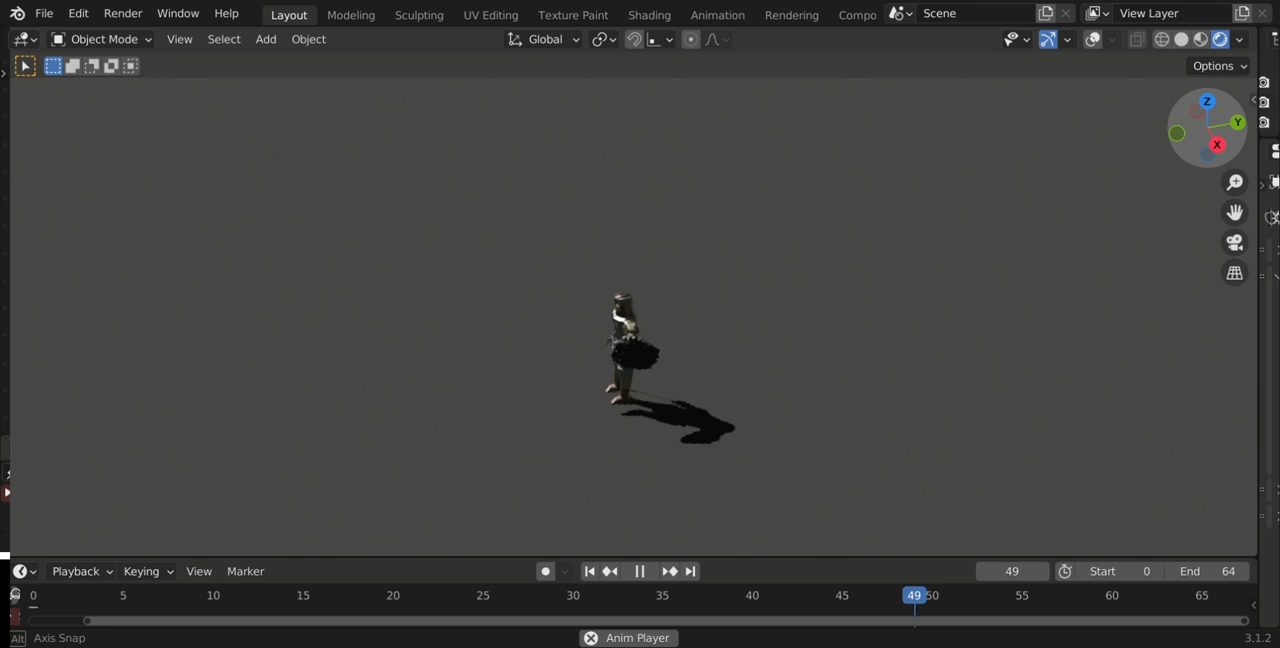 File Edit Render Window Help Layout Modeling Sculpting UV Editing Texture Paint Shading Animation Rendering Compo Scene View Layer
Object Mode View Select Add Object Global
Options
Z
Y
X
Playback Keying View Marker 49 Start 0 End 64
0 5 10 15 20 25 30 35 40 45 49 50 55 60 65
Alt Axis Snap Anim Player 3.1.2